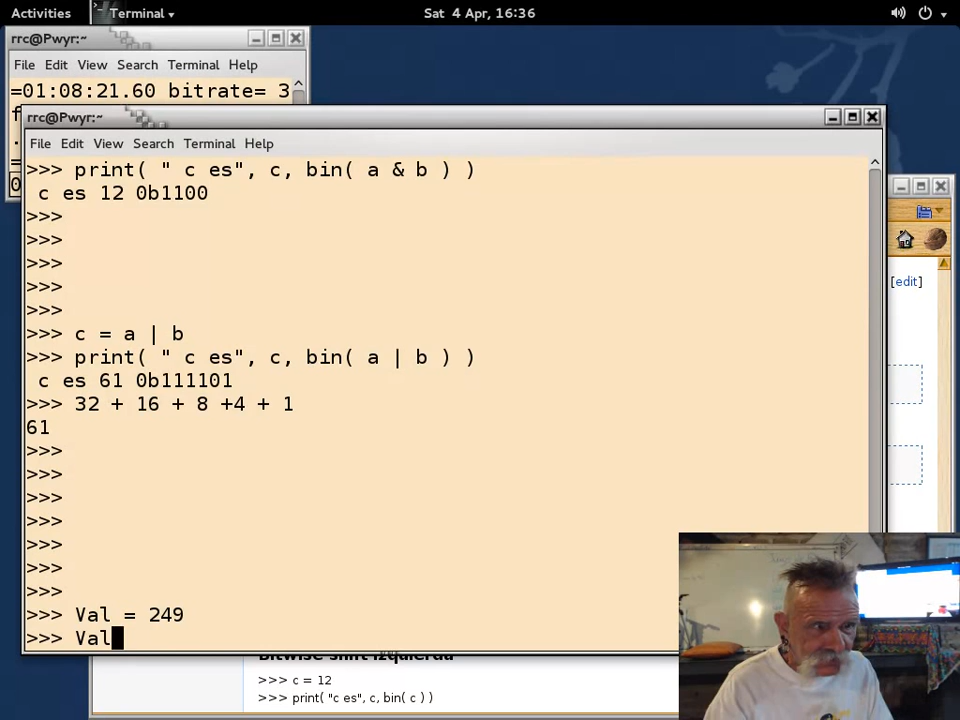 Activities
Terminal
Sat 4 Apr, 16:36
rrc@Pwyr:~
File Edit View Search Terminal Help
=01:08:21.60 bitrate= 3
f
.
=
0
rrc@Pwyr:~
File Edit View Search Terminal Help
>>> print( " c es", c, bin( a & b ) )
 c es 12 0b1100
>>>
>>>
>>>
>>>
>>>
>>> c = a | b
>>> print( " c es", c, bin( a | b ) )
 c es 61 0b111101
>>> 32 + 16 + 8 +4 + 1
61
>>>
>>>
>>>
>>>
>>>
>>>
>>>
>>> Val = 249
>>> Val
[edit]
Bitwise shift izquierda
>>> c = 12
>>> print( "c es", c, bin( c ) )